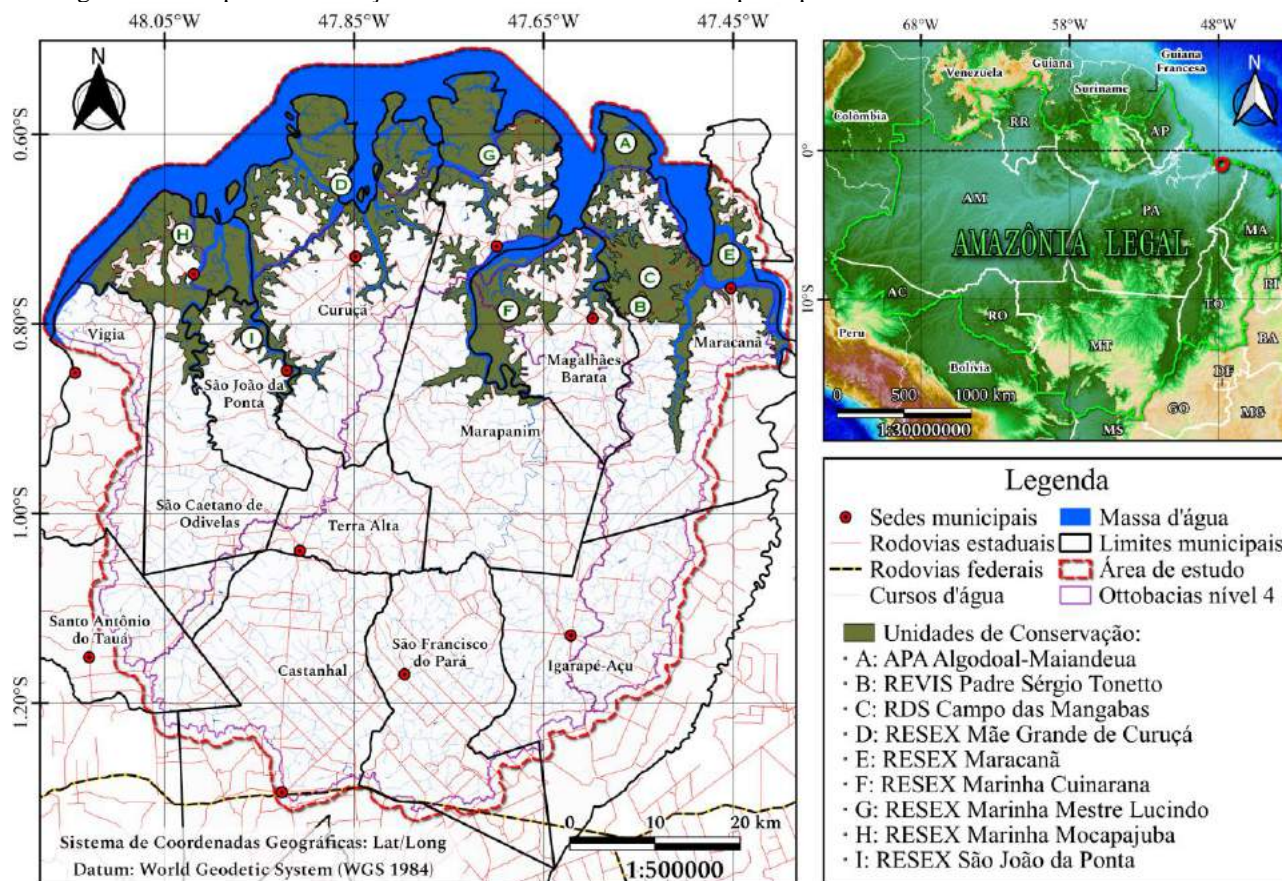 48.05°W 47.85°W 47.65°W 47.45°W
N
0.60°S
0.80°S
1.00°S
1.20°S
A
G
D
H
E
C
B
F
I
Curuçá
Vigia
Maracanã
Magalhães
Barata
São João da
Ponta
Marapanim
São Caetano de
Odivelas
Terra Alta
Santo Antônio
do Tauá
Castanhal
São Francisco
do Pará
Igarapé-Açu
0 10 20 km
1:500000
Sistema de Coordenadas Geográficas: Lat/Long
Datum: World Geodetic System (WGS 1984)
68°W 58°W 48°W
N
0°
10°S
Venezuela
Guiana
Suriname
Guiana
Francesa
Colômbia
RR
AP
AM
PA
MA
AMAZÔNIA LEGAL
AC
RO
TO
BA
Peru
MT
Bolívia
DF
GO
MG
MS
0 500 1000 km
1:30000000
Legenda
Sedes municipais
Massa d'água
Rodovias estaduais
Limites municipais
Rodovias federais
Área de estudo
Cursos d'água
Ottobacias nível 4
Unidades de Conservação:
· A: APA Algodoal-Maiandeua
· B: REVIS Padre Sérgio Tonetto
· C: RDS Campo das Mangabas
· D: RESEX Mãe Grande de Curuçá
· E: RESEX Maracanã
· F: RESEX Marinha Cuinarana
· G: RESEX Marinha Mestre Lucindo
· H: RESEX Marinha Mocapajuba
· I: RESEX São João da Ponta